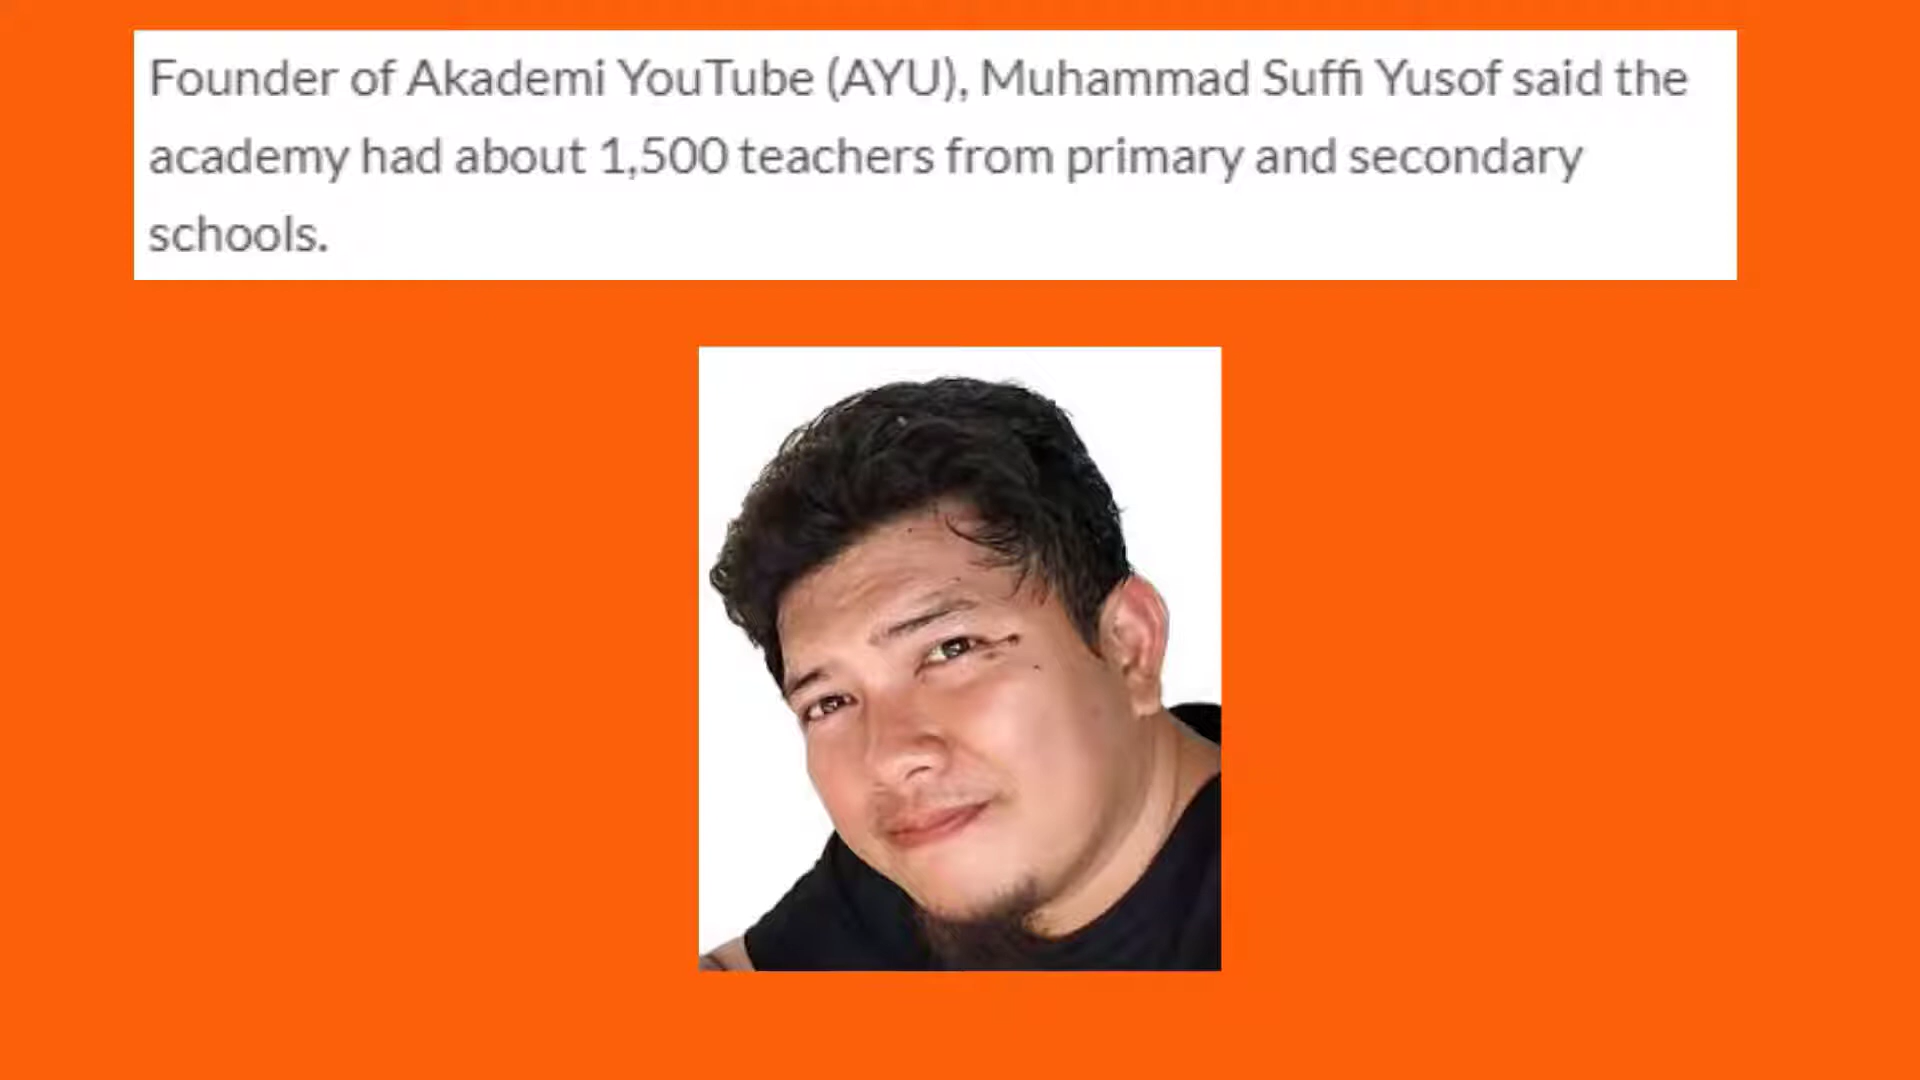 Founder of Akademi YouTube (AYU), Muhammad Suffi Yusof said the
academy had about 1,500 teachers from primary and secondary
schools.